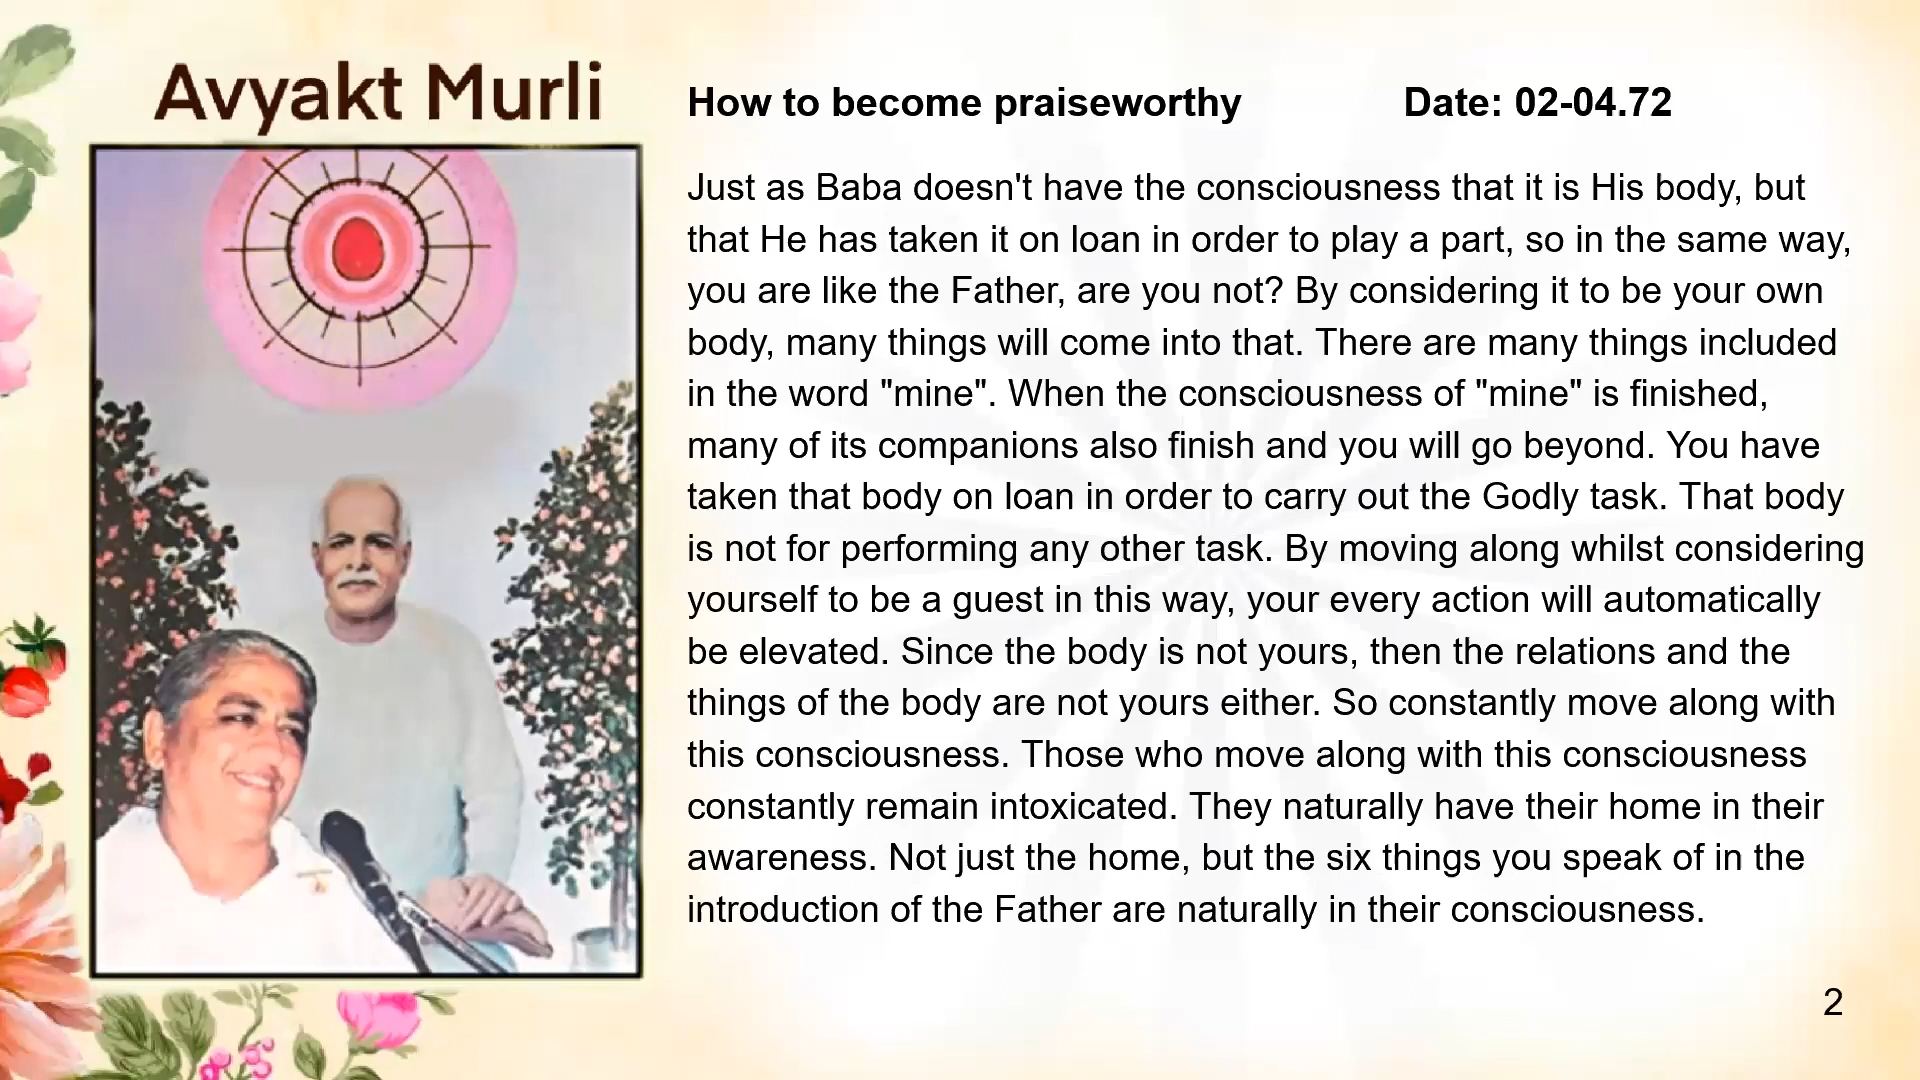 Avyakt Murli
How to become praiseworthy Date: 02-04.72
Just as Baba doesn't have the consciousness that it is His body, but
that He has taken it on loan in order to play a part, so in the same way,
you are like the Father, are you not? By considering it to be your own
body, many things will come into that. There are many things included
in the word "mine". When the consciousness of "mine" is finished,
many of its companions also finish and you will go beyond. You have
taken that body on loan in order to carry out the Godly task. That body
is not for performing any other task. By moving along whilst considering
yourself to be a guest in this way, your every action will automatically
be elevated. Since the body is not yours, then the relations and the
things of the body are not yours either. So constantly move along with
this consciousness. Those who move along with this consciousness
constantly remain intoxicated. They naturally have their home in their
awareness. Not just the home, but the six things you speak of in the
introduction of the Father are naturally in their consciousness.
2